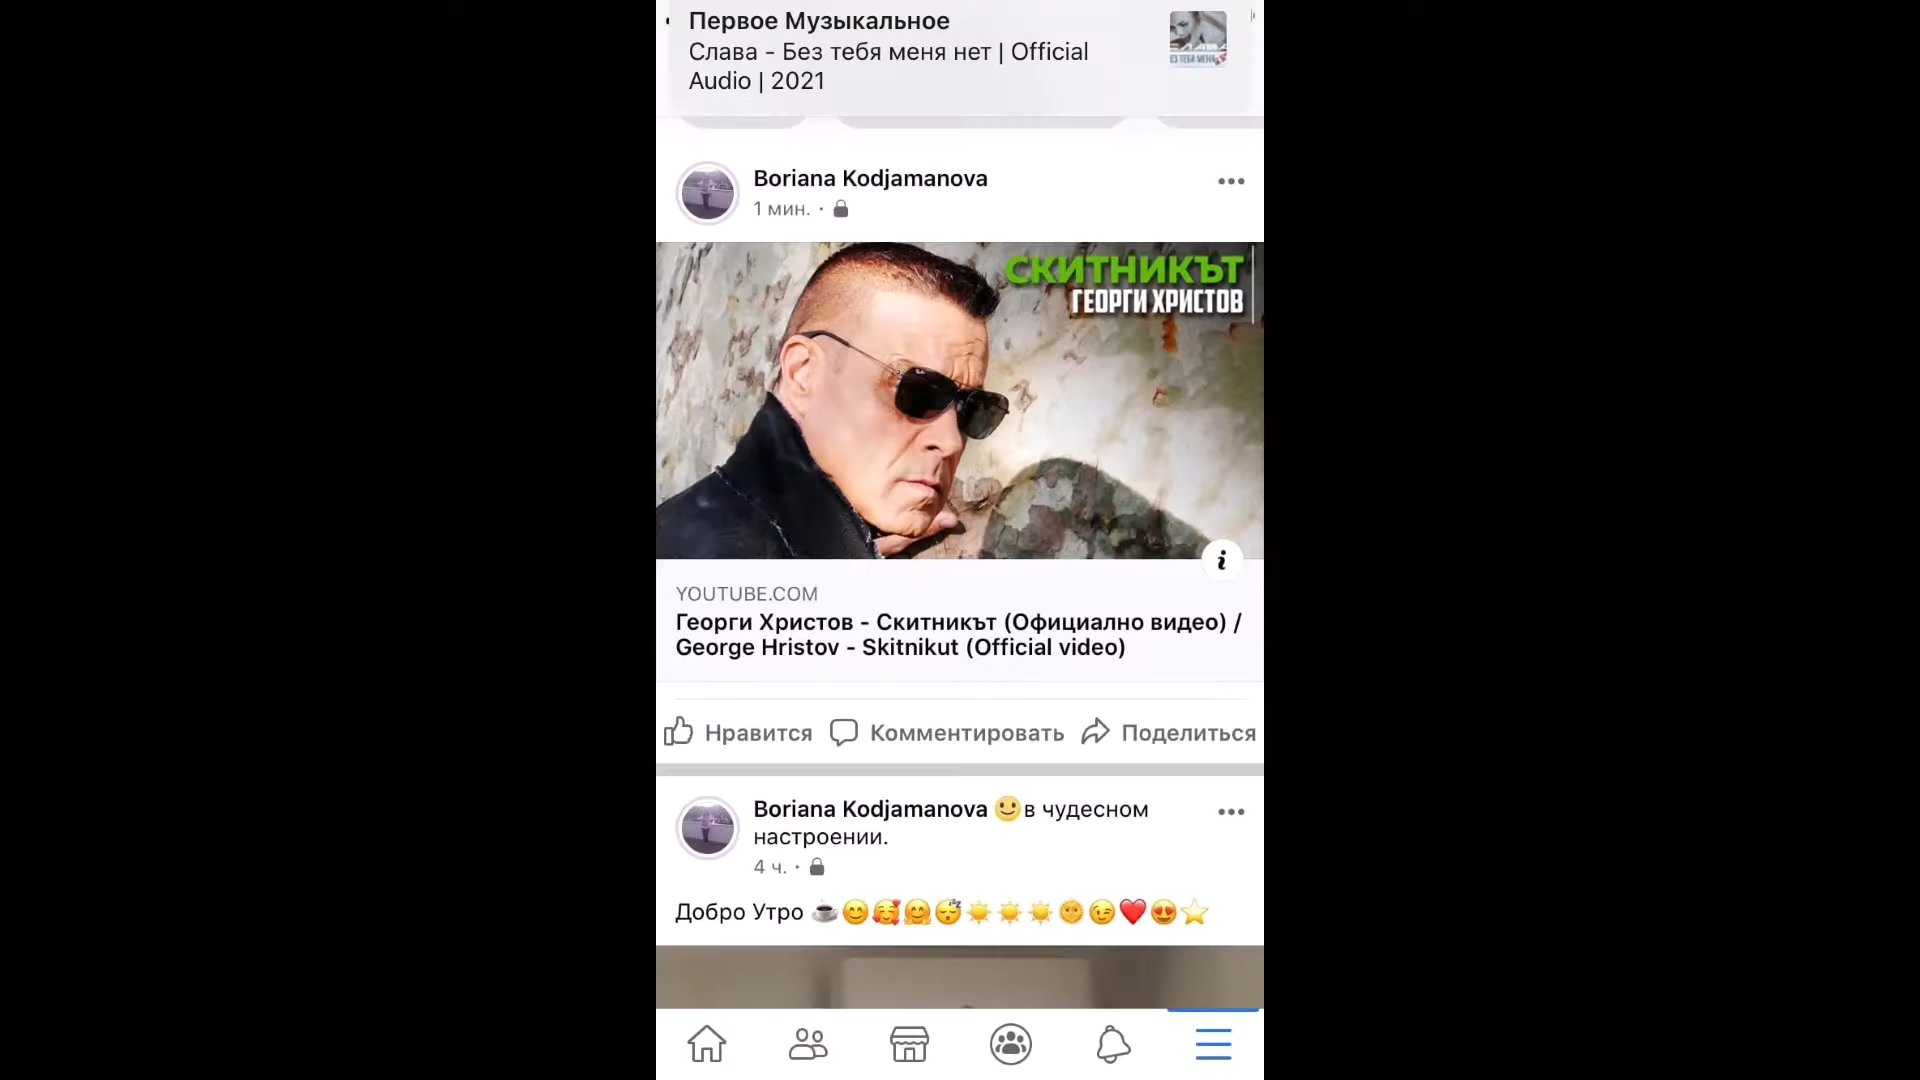 Первое Музыкальное
Слава - Без тебя меня нет | Official
Audio | 2021
Boriana Kodjamanova
1 мин. ·
СКИТНИКЪТ
ГЕОРГИ ХРИСТОВ
YOUTUBE.COM
Георги Христов - Скитникът (Официално видео) /
George Hristov - Skitnikut (Official video)
Нравится Комментировать Поделиться
Boriana Kodjamanova 🙂в чудесном
настроении.
4 ч. ·
Добро Утро ☕😊🥰🤗😴☀️☀️☀️🌞😉❤️😍⭐